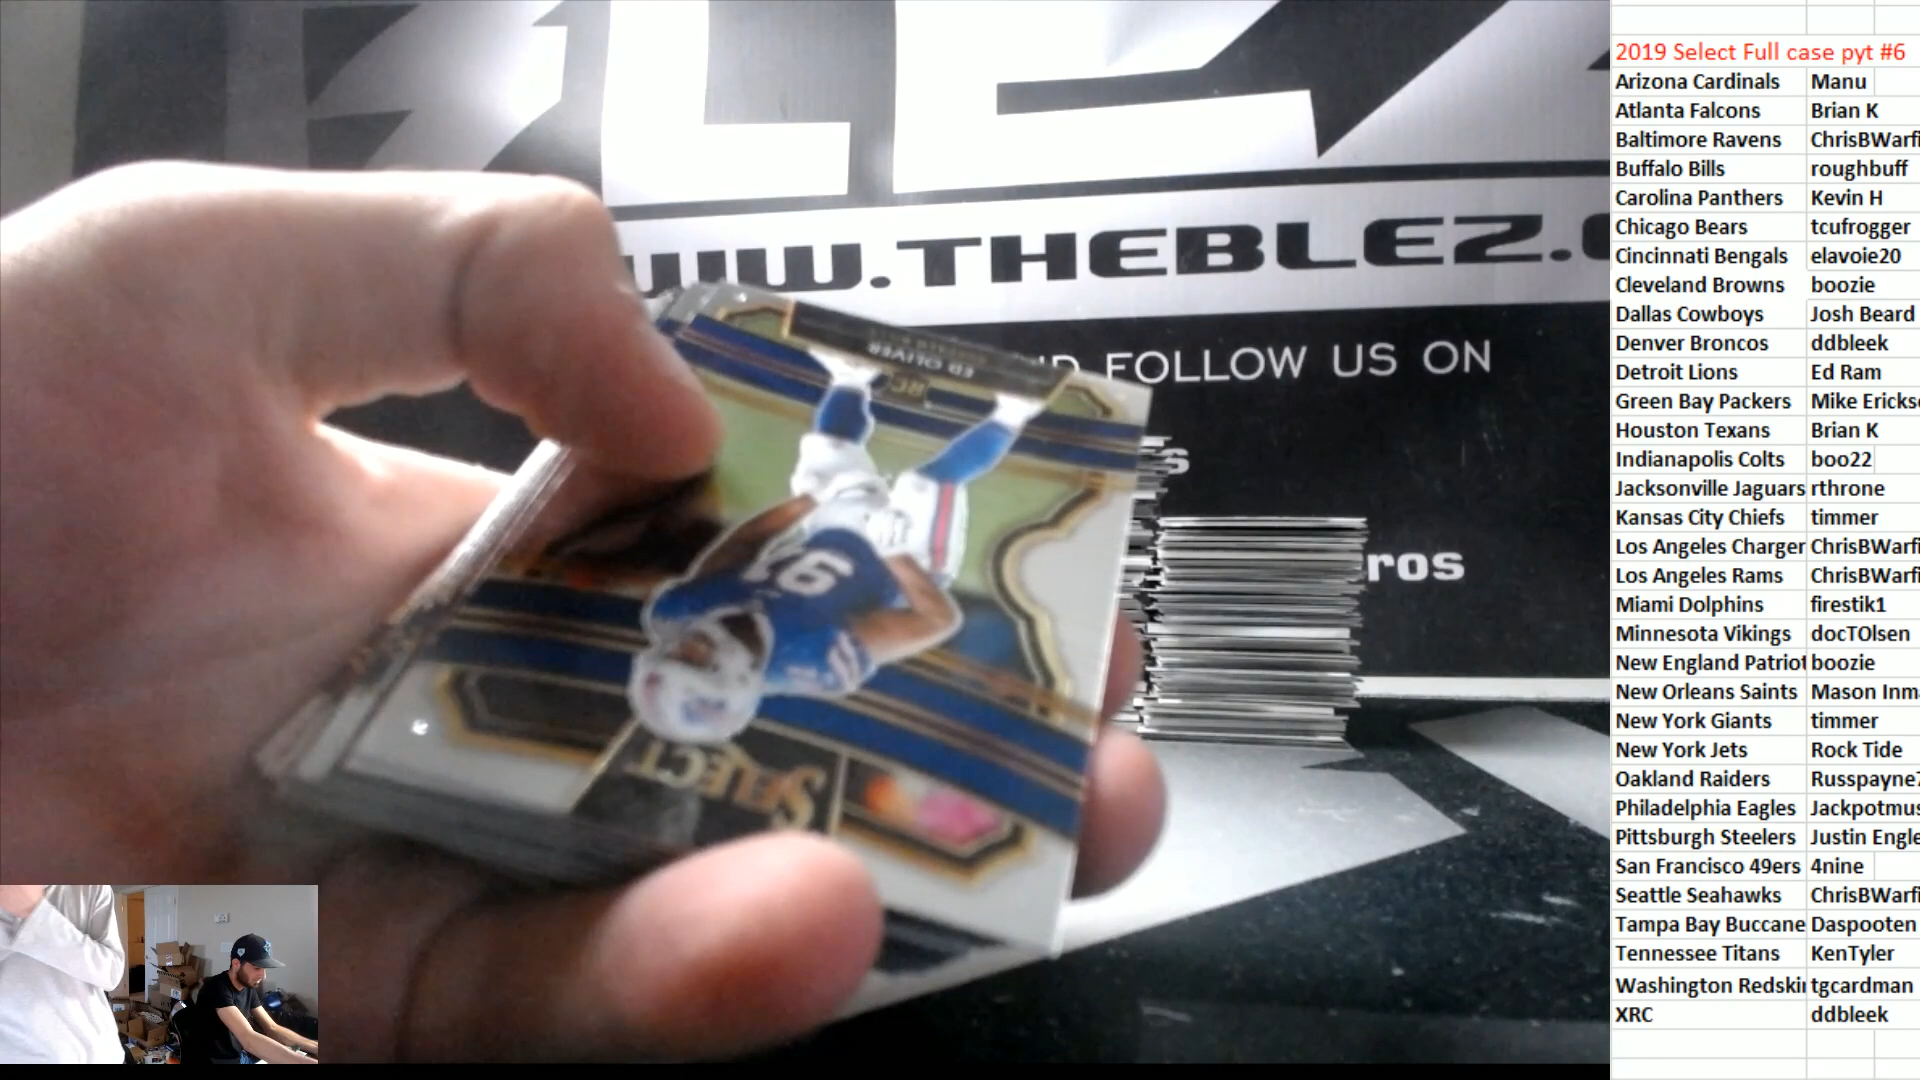 WWW.THEBLEZ.
FOLLOW US ON
ros
ED OLIVER
RC
91
SELECT
2019 Select Full case pyt #6
Arizona Cardinals Manu
Atlanta Falcons Brian K
Baltimore Ravens ChrisBWarfi
Buffalo Bills roughbuff
Carolina Panthers Kevin H
Chicago Bears tcufrogger
Cincinnati Bengals elavoie20
Cleveland Browns boozie
Dallas Cowboys Josh Beard
Denver Broncos ddbleek
Detroit Lions Ed Ram
Green Bay Packers Mike Erickso
Houston Texans Brian K
Indianapolis Colts boo22
Jacksonville Jaguars rthrone
Kansas City Chiefs timmer
Los Angeles Charger ChrisBWarfi
Los Angeles Rams ChrisBWarfi
Miami Dolphins firestik1
Minnesota Vikings docTOlsen
New England Patriot boozie
New Orleans Saints Mason Inm
New York Giants timmer
New York Jets Rock Tide
Oakland Raiders Russpayne7
Philadelphia Eagles Jackpotmus
Pittsburgh Steelers Justin Engle
San Francisco 49ers 4nine
Seattle Seahawks ChrisBWarfi
Tampa Bay Buccane Daspooten
Tennessee Titans KenTyler
Washington Redskin tgcardman
XRC ddbleek